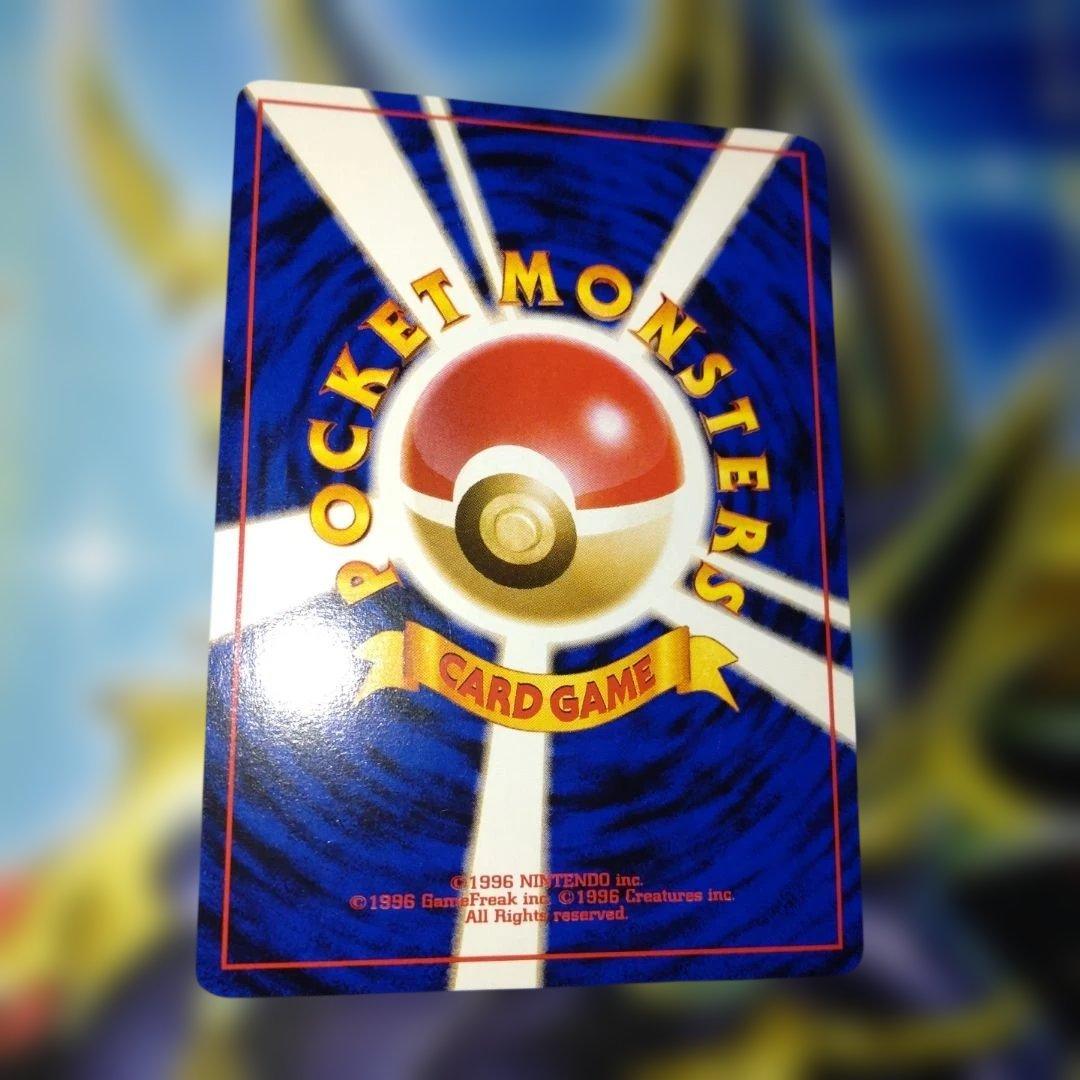 POCKET MONSTERS
CARD GAME
©1996 NINTENDO inc.
©1996 GameFreak inc. ©1996 Creatures inc.
All Rights reserved.